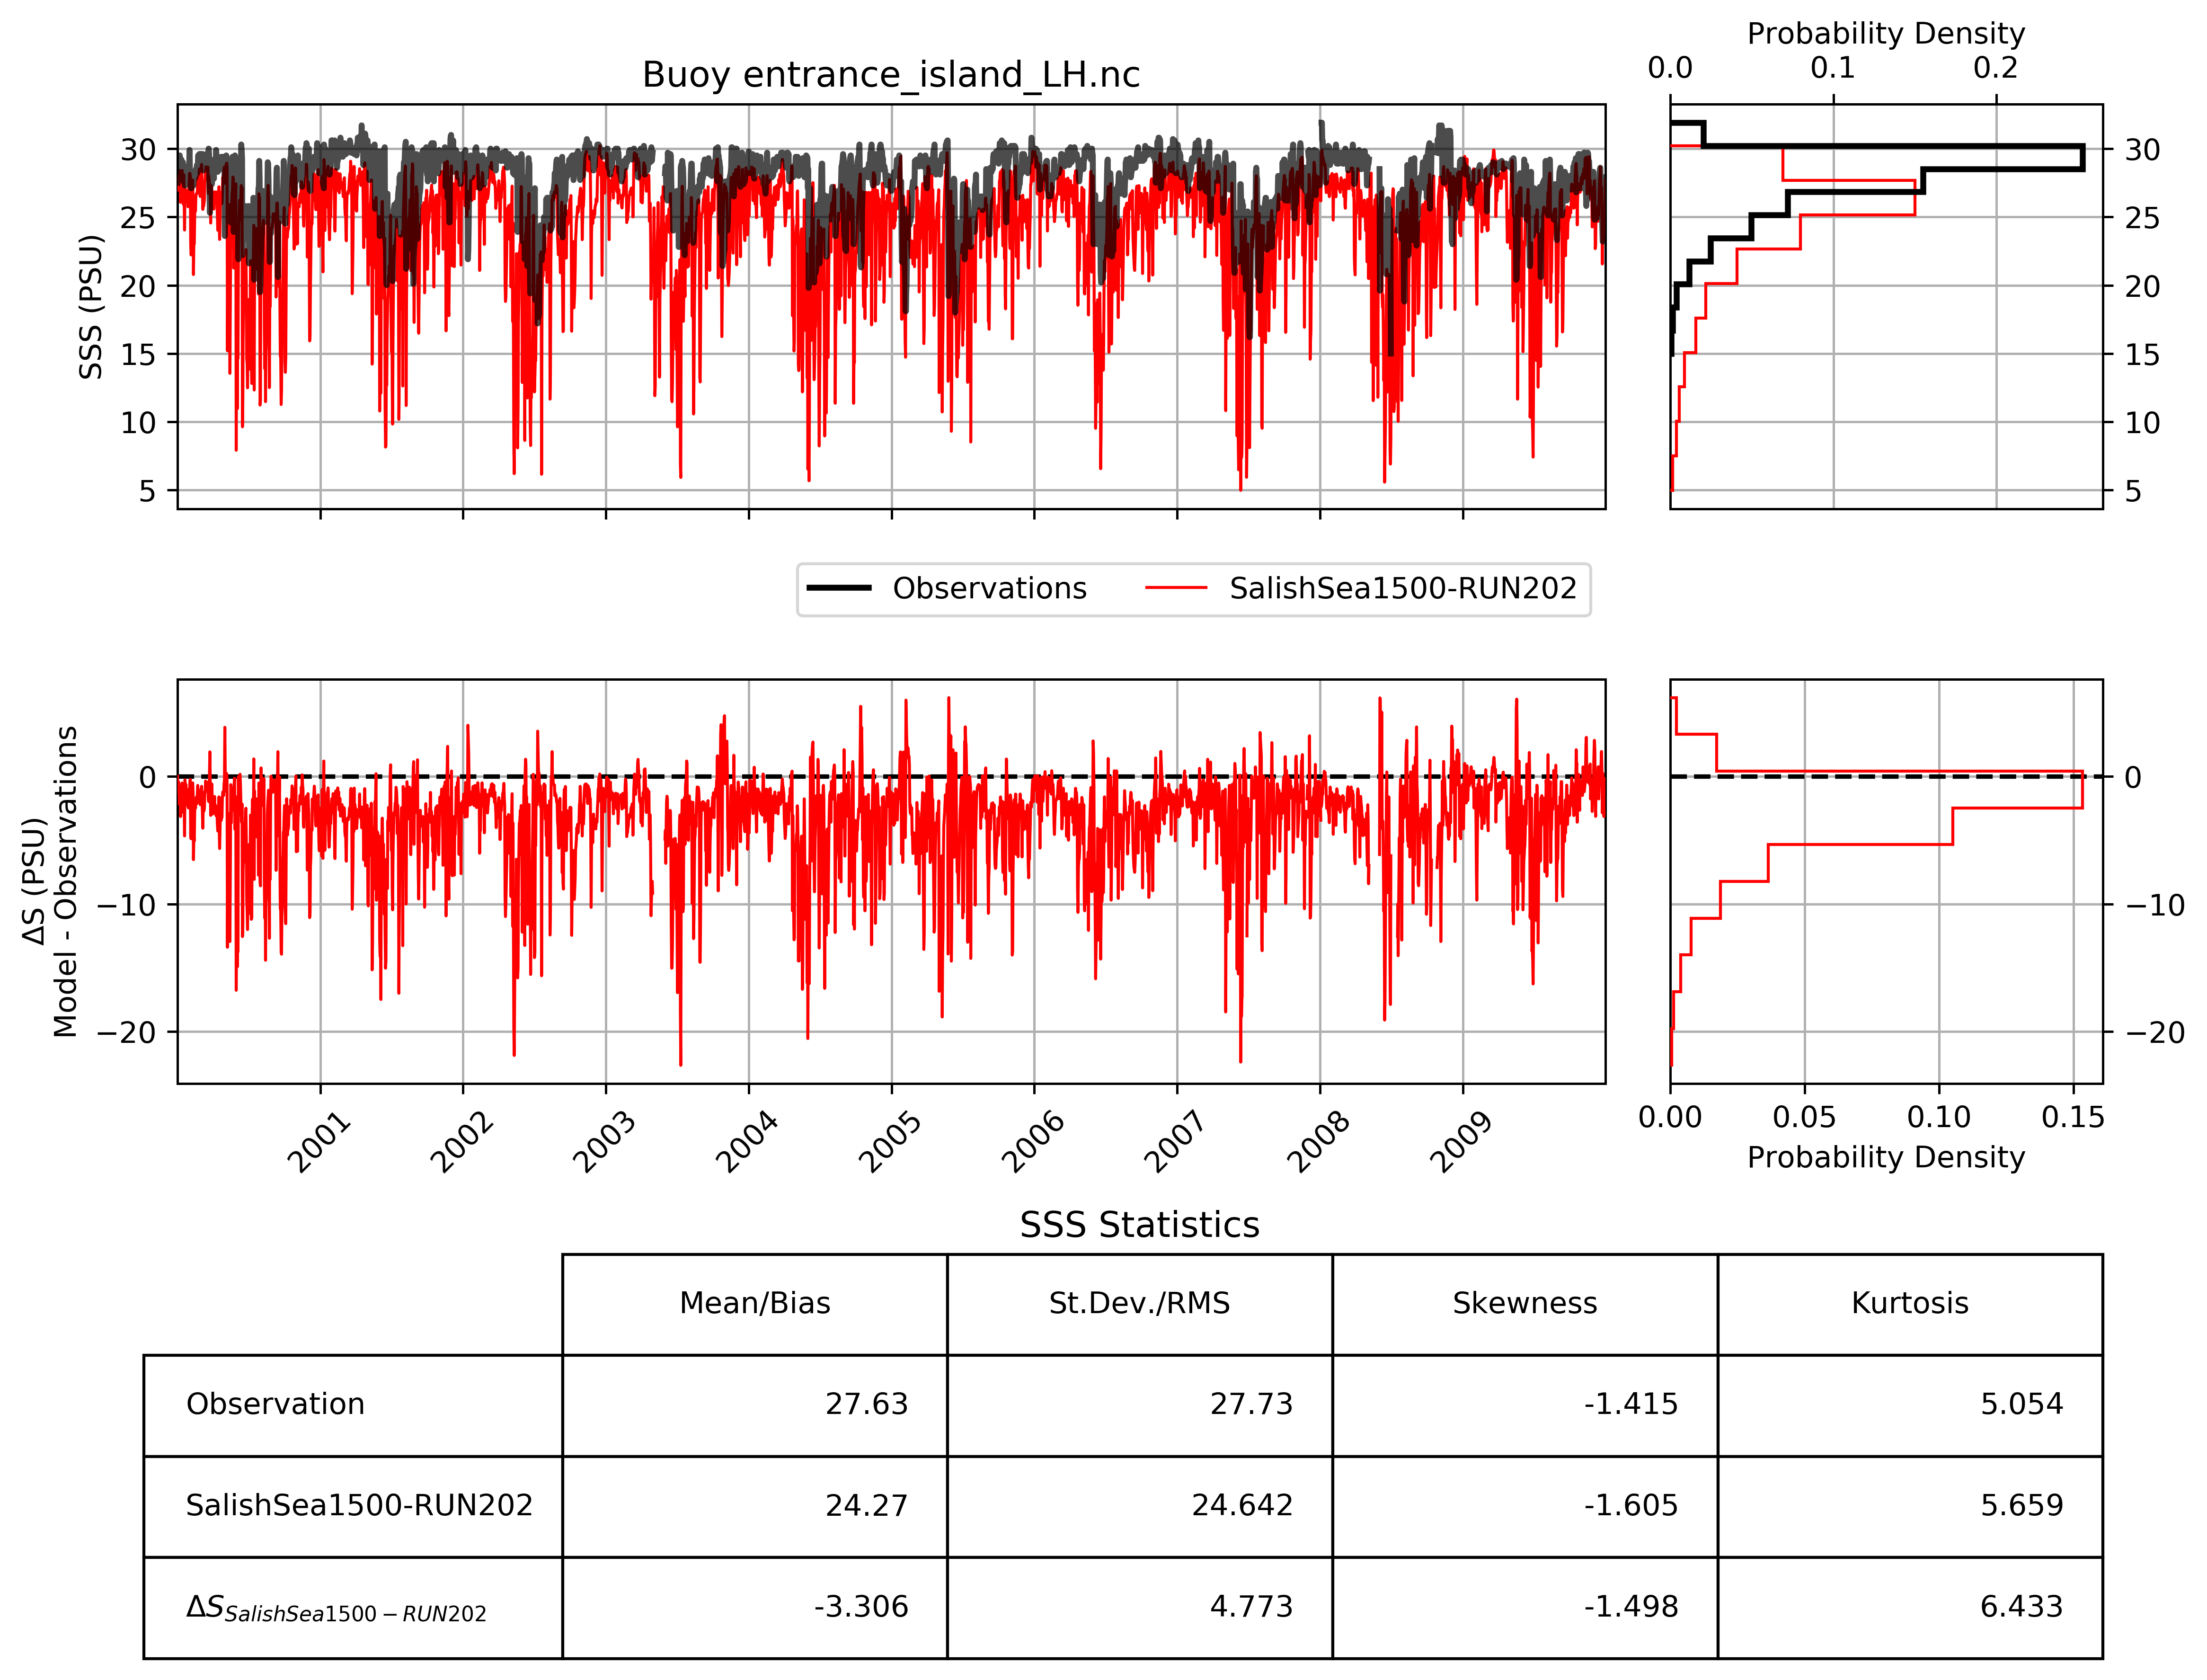 Probability Density
0.0 0.1 0.2
Buoy entrance_island_LH.nc
SSS (PSU)
30
25
20
15
10
5
30
25
20
15
10
5
Observations SalishSea1500-RUN202
ΔS (PSU)
Model - Observations
0
−10
−20
0
−10
−20
2001 2002 2003 2004 2005 2006 2007 2008 2009
0.00 0.05 0.10 0.15
Probability Density
SSS Statistics
Mean/Bias St.Dev./RMS Skewness Kurtosis
Observation 27.63 27.73 -1.415 5.054
SalishSea1500-RUN202 24.27 24.642 -1.605 5.659
ΔS SalishSea1500−RUN202 -3.306 4.773 -1.498 6.433